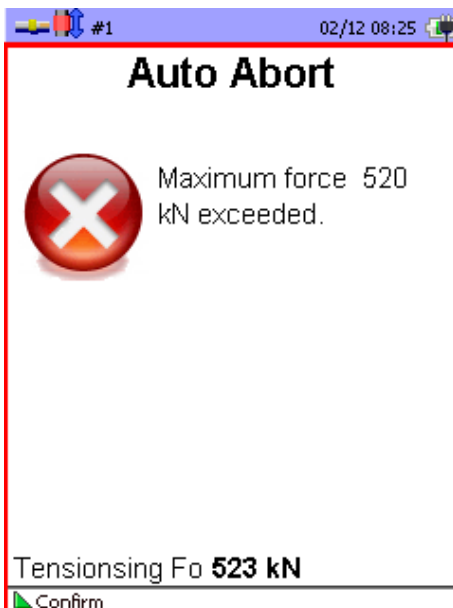 #1 02/12 08:25
Auto Abort
Maximum force 520
kN exceeded.
Tensionsing Fo 523 kN
Confirm